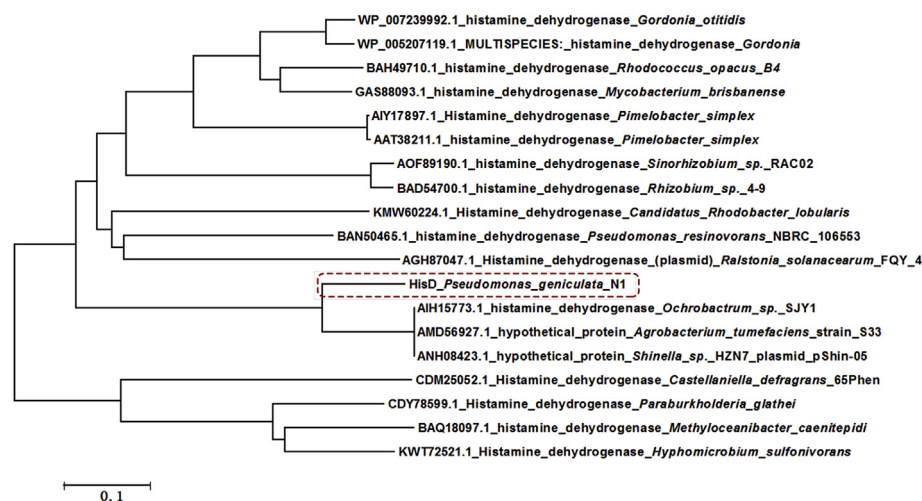 WP_007239992.1_histamine_dehydrogenase_Gordonia_otitidis
WP_005207119.1_MULTISPECIES:_histamine_dehydrogenase_Gordonia
BAH49710.1_histamine_dehydrogenase_Rhodococcus_opacus_B4
GAS88093.1_histamine_dehydrogenase_Mycobacterium_brisbanense
AIY17897.1_Histamine_dehydrogenase_Pimelobacter_simplex
AAT38211.1_histamine_dehydrogenase_Pimelobacter_simplex
AOF89190.1_histamine_dehydrogenase_Sinorhizobium_sp._RAC02
BAD54700.1_histamine_dehydrogenase_Rhizobium_sp._4-9
KMW60224.1_Histamine_dehydrogenase_Candidatus_Rhodobacter_lobularis
BAN50465.1_histamine_dehydrogenase_Pseudomonas_resinovorans_NBRC_106553
AGH87047.1_Histamine_dehydrogenase_(plasmid)_Ralstonia_solanacearum_FQY_4
HisD_Pseudomonas_geniculata_N1
AIH15773.1_histamine_dehydrogenase_Ochrobactrum_sp._SJY1
AMD56927.1_hypothetical_protein_Agrobacterium_tumefaciens_strain_S33
ANH08423.1_hypothetical_protein_Shinella_sp._HZN7_plasmid_pShin-05
CDM25052.1_Histamine_dehydrogenase_Castellaniella_defragrans_65Phen
CDY78599.1_Histamine_dehydrogenase_Paraburkholderia_glathei
BAQ18097.1_histamine_dehydrogenase_Methyloceanibacter_caenitepidi
KWT72521.1_Histamine_dehydrogenase_Hyphomicrobium_sulfonivorans
0.1